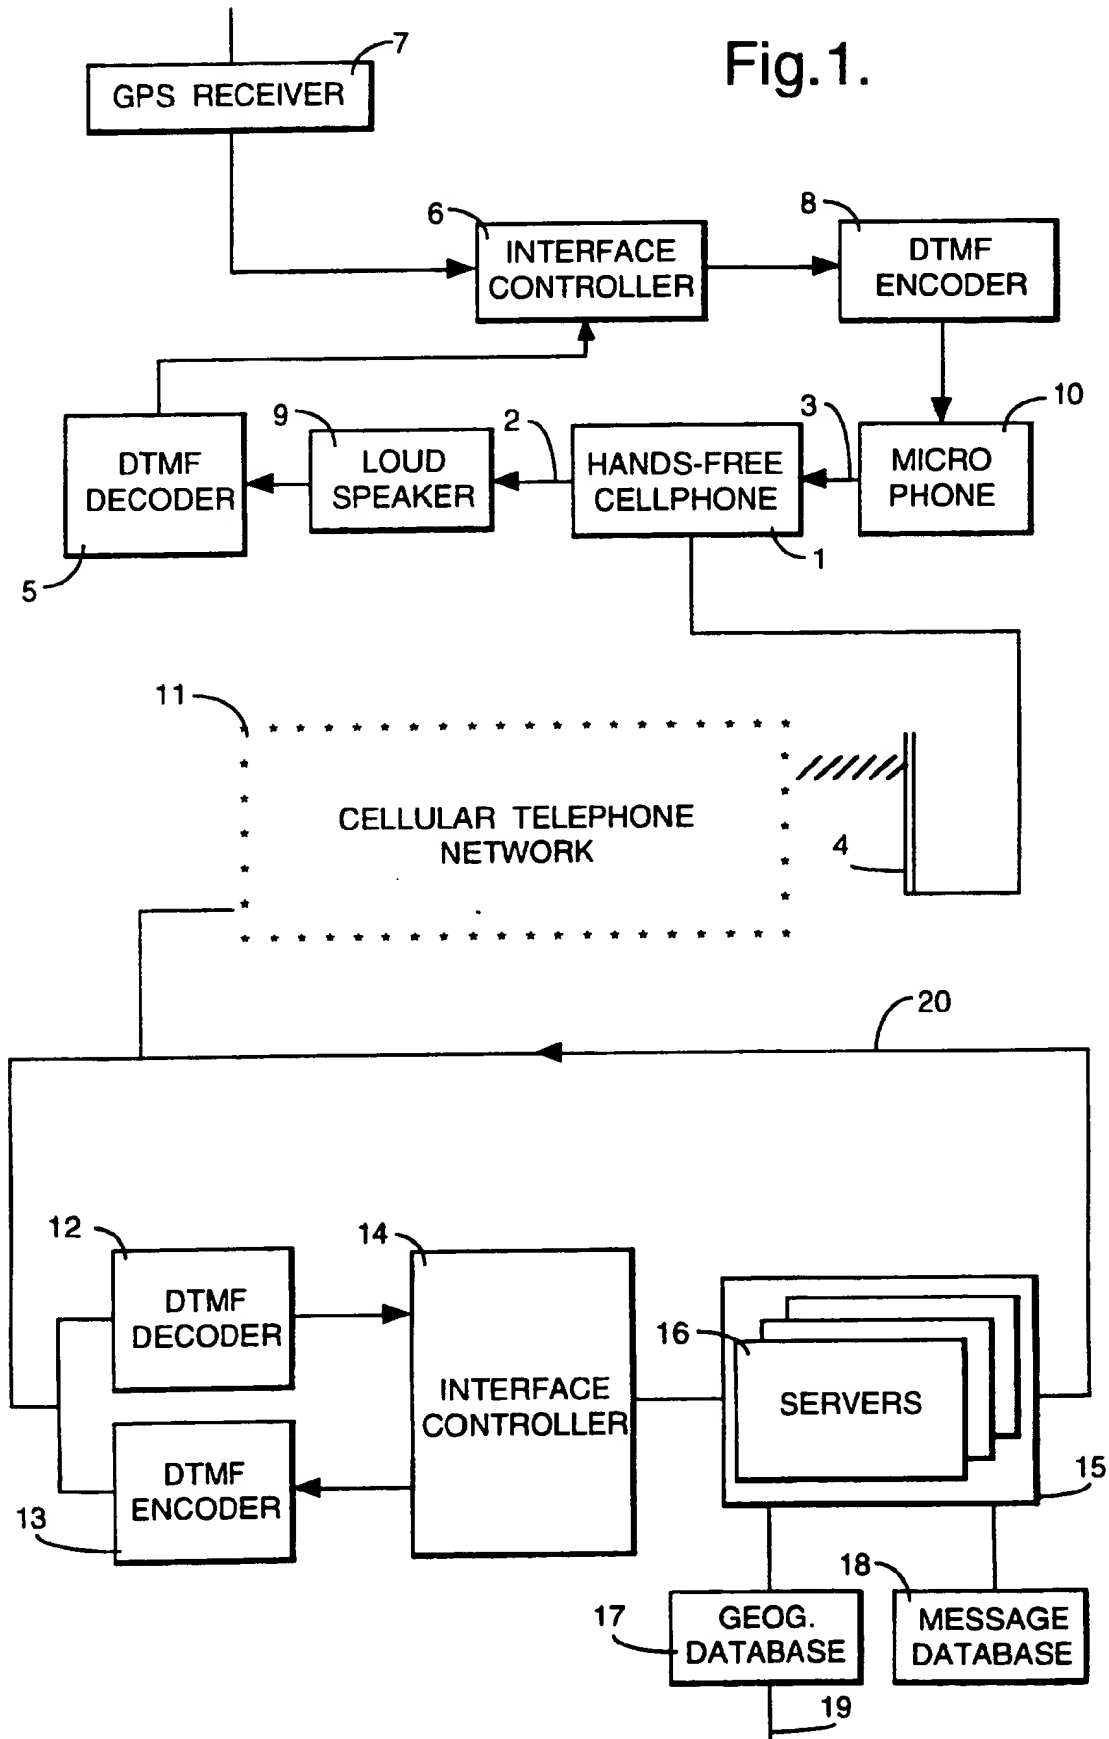 Fig.1.
7
GPS RECEIVER
6
INTERFACE
CONTROLLER
8
DTMF
ENCODER
5
DTMF
DECODER
9
LOUD
SPEAKER
2
HANDS-FREE
CELLPHONE
1
3
10
MICRO
PHONE
11
CELLULAR TELEPHONE
NETWORK
4
20
12
DTMF
DECODER
14
INTERFACE
CONTROLLER
13
DTMF
ENCODER
16
SERVERS
15
17
GEOG.
DATABASE
18
MESSAGE
DATABASE
19